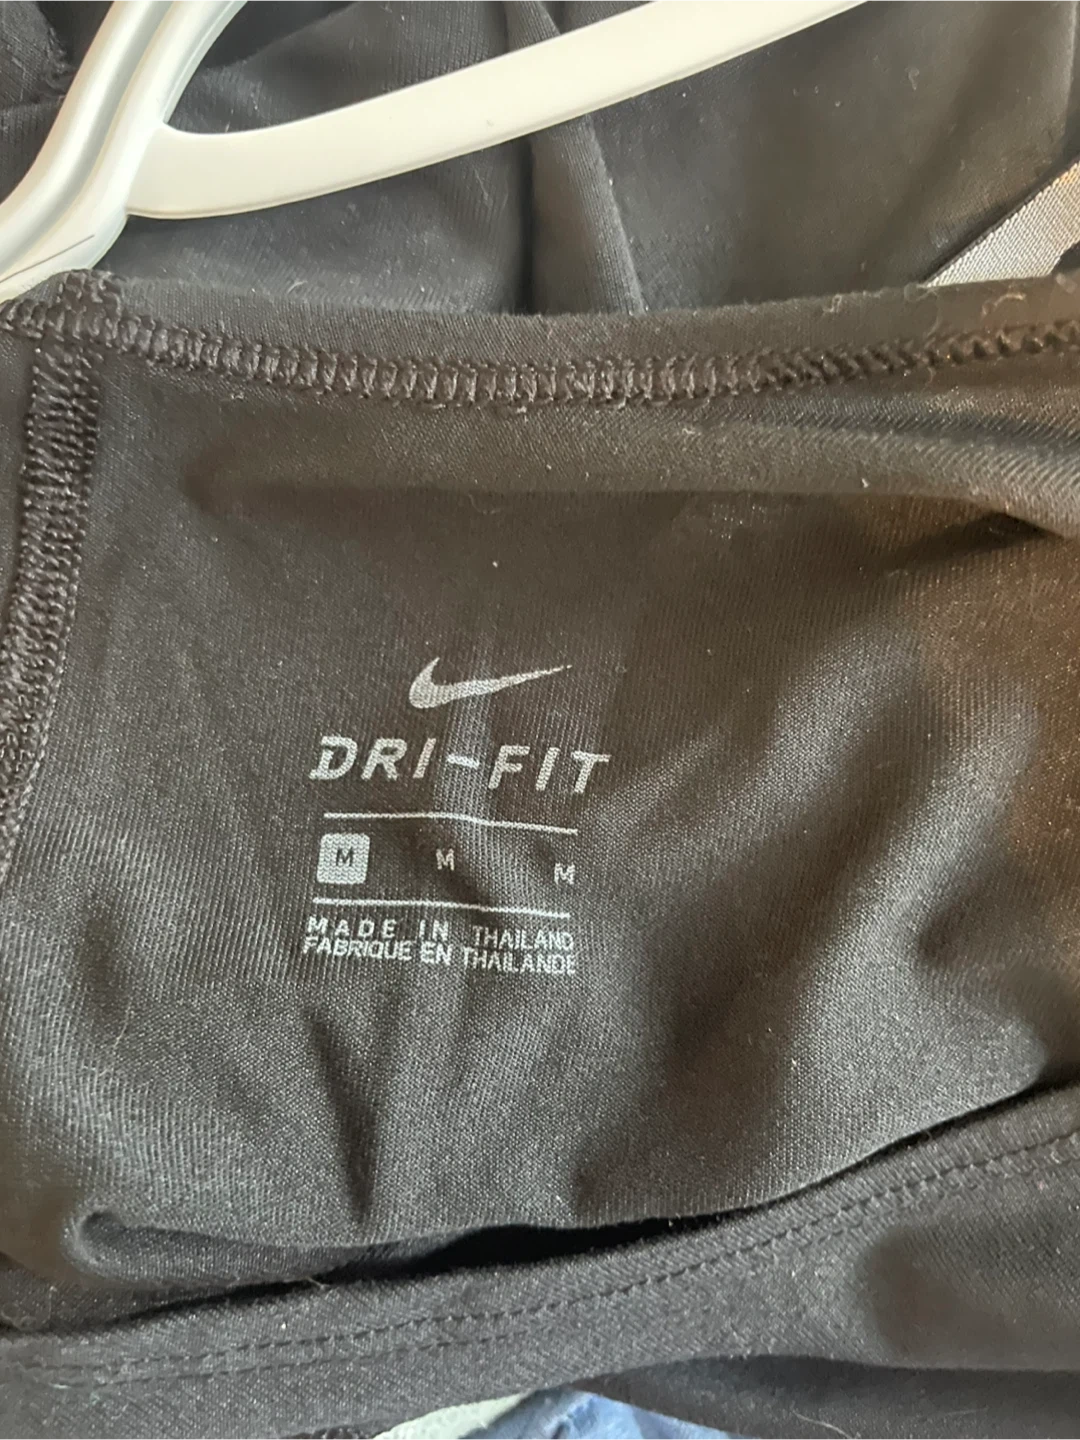 DRI-FIT
M M M
MADE IN THAILAND
FABRIQUE EN THAILANDE